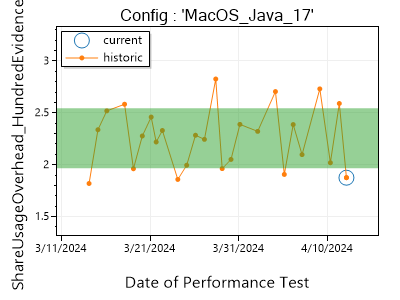 Config : 'MacOS_Java_17'
current
historic
ShareUsageOverhead_HundredEvidence
3
2.5
2
1.5
3/11/2024
3/21/2024
3/31/2024
4/10/2024
Date of Performance Test